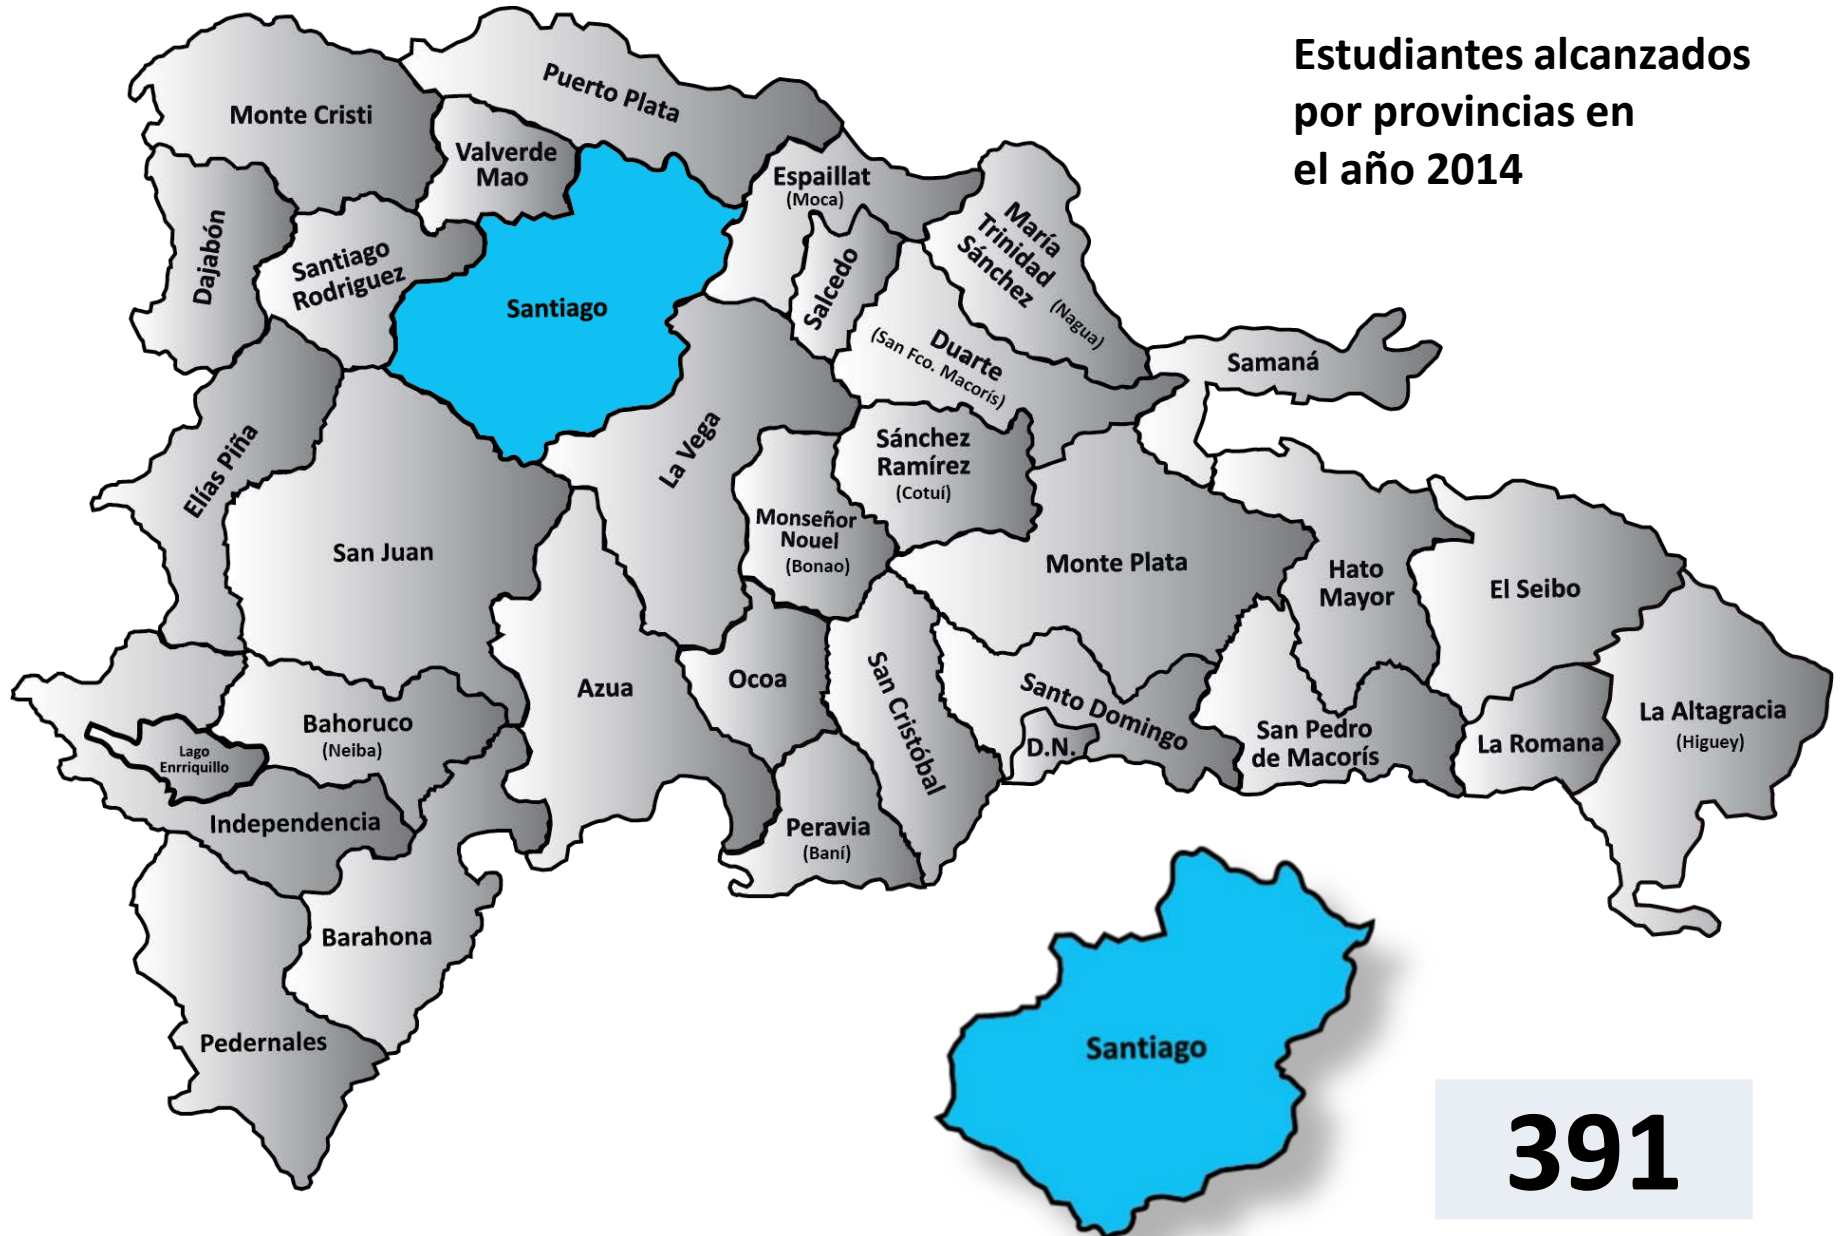 Estudiantes alcanzados
por provincias en
el año 2014
Monte Cristi
Puerto Plata
Valverde
Mao
Espaillat
(Moca)
Dajabón
Santiago
Rodriguez
Santiago
Salcedo
María
Trinidad
Sánchez
(Nagua)
Duarte
(San Fco. Macorís)
Samaná
Elías Piña
La Vega
Sánchez
Ramírez
(Cotuí)
San Juan
Monseñor
Nouel
(Bonao)
Monte Plata
Hato
Mayor
El Seibo
Azua
Ocoa
San Cristóbal
Santo Domingo
D.N.
San Pedro
de Macorís
La Romana
La Altagracia
(Higuey)
Bahoruco
(Neiba)
Lago
Enrriquillo
Independencia
Peravia
(Baní)
Barahona
Pedernales
Santiago
391